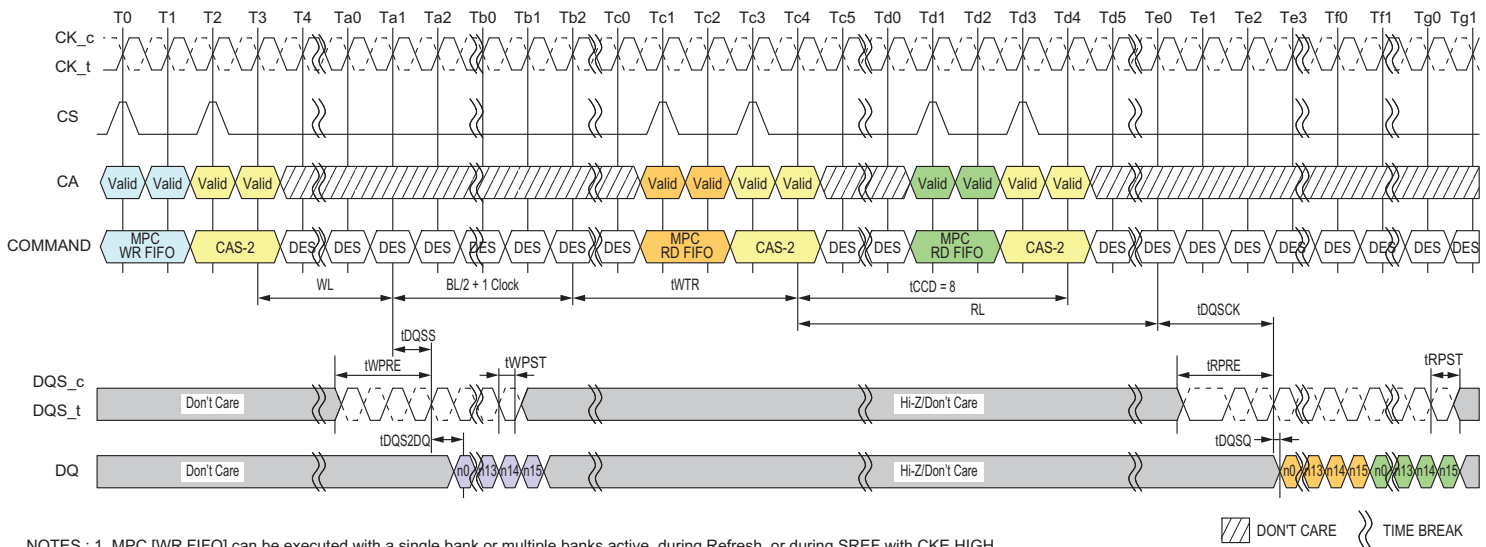 T0 T1 T2 T3 T4 Ta0 Ta1 Ta2 Tb0 Tb1 Tb2 Tc0 Tc1 Tc2 Tc3 Tc4 Tc5 Td0 Td1 Td2 Td3 Td4 Td5 Te0 Te1 Te2 Te3 Tf0 Tf1 Tg0 Tg1
CK_c
CK_t
CS
CA Valid Valid Valid Valid Valid Valid Valid Valid Valid Valid Valid Valid
COMMAND MPC WR FIFO CAS-2 DES DES DES DES DES DES DES DES MPC RD FIFO CAS-2 DES DES MPC RD FIFO CAS-2 DES DES DES DES DES DES DES DES DES
WL BL/2 + 1 Clock tWTR tCCD = 8
RL tDQSCK
tDQSS
tWPRE tWPST tRPRE tRPST
DQS_c
DQS_t Don't Care Hi-Z/Don't Care
tDQS2DQ tDQSQ
DQ Don't Care n0 n13 n14 n15 Hi-Z/Don't Care n0 n13 n14 n15 n0 n13 n14 n15
DON'T CARE TIME BREAK
NOTES : 1. MPC [WR FIFO] can be executed with a single bank or multiple banks active, during Refresh, or during SREF with CKE HIGH